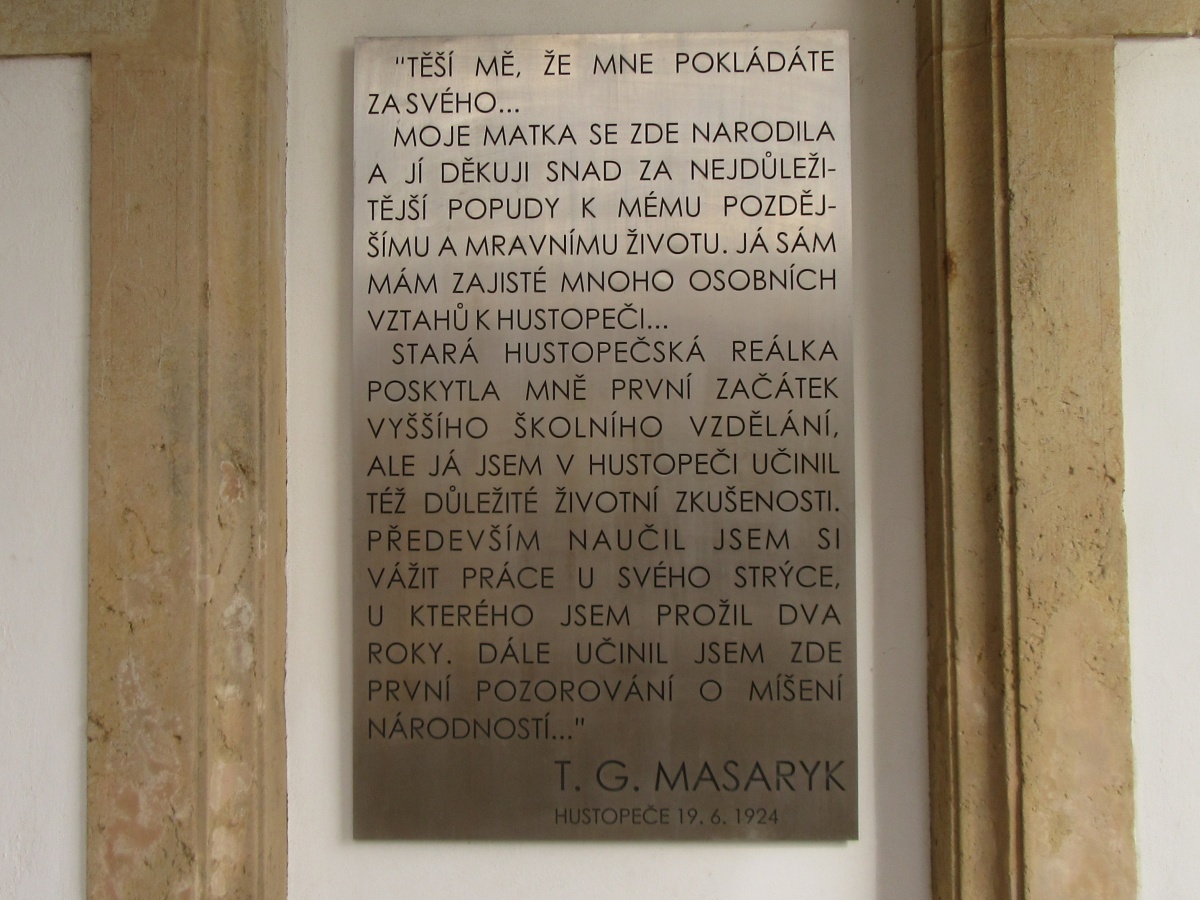 "TĚŠÍ MĚ, ŽE MNE POKLÁDÁTE
ZA SVÉHO...
MOJE MATKA SE ZDE NARODILA
A JÍ DĚKUJI SNAD ZA NEJDŮLEŽI-
TĚJŠÍ POPUDY K MÉMU POZDĚJ-
ŠÍMU A MRAVNÍMU ŽIVOTU. JÁ SÁM
MÁM ZAJISTÉ MNOHO OSOBNÍCH
VZTAHŮ K HUSTOPEČI...
STARÁ HUSTOPEČSKÁ REÁLKA
POSKYTLA MNĚ PRVNÍ ZAČÁTEK
VYŠŠÍHO ŠKOLNÍHO VZDĚLÁNÍ,
ALE JÁ JSEM V HUSTOPEČI UČINIL
TÉŽ DŮLEŽITÉ ŽIVOTNÍ ZKUŠENOSTI.
PŘEDEVŠÍM NAUČIL JSEM SI
VÁŽIT PRÁCE U SVÉHO STRÝCE,
U KTERÉHO JSEM PROŽIL DVA
ROKY. DÁLE UČINIL JSEM ZDE
PRVNÍ POZOROVÁNÍ O MÍŠENÍ
NÁRODNOSTÍ..."
T. G. MASARYK
HUSTOPEČE 19. 6. 1924